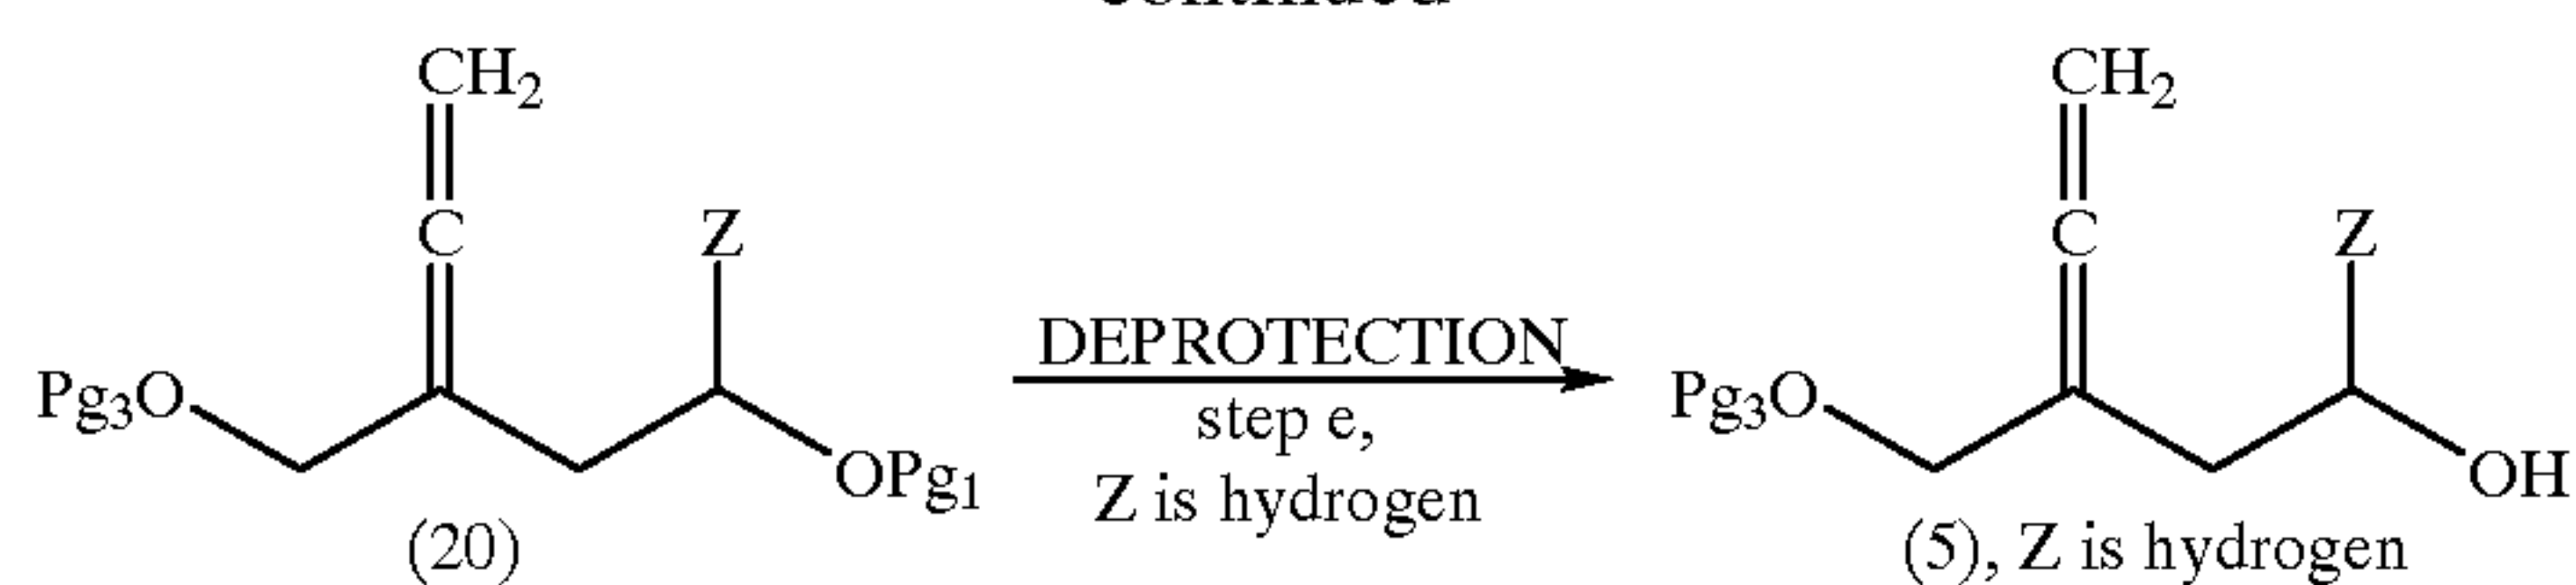 CH2 CH2
C Z C Z
DEPROTECTION
Pg3O OPg1 step e, Pg3O OH
Z is hydrogen
(20) (5), Z is hydrogen